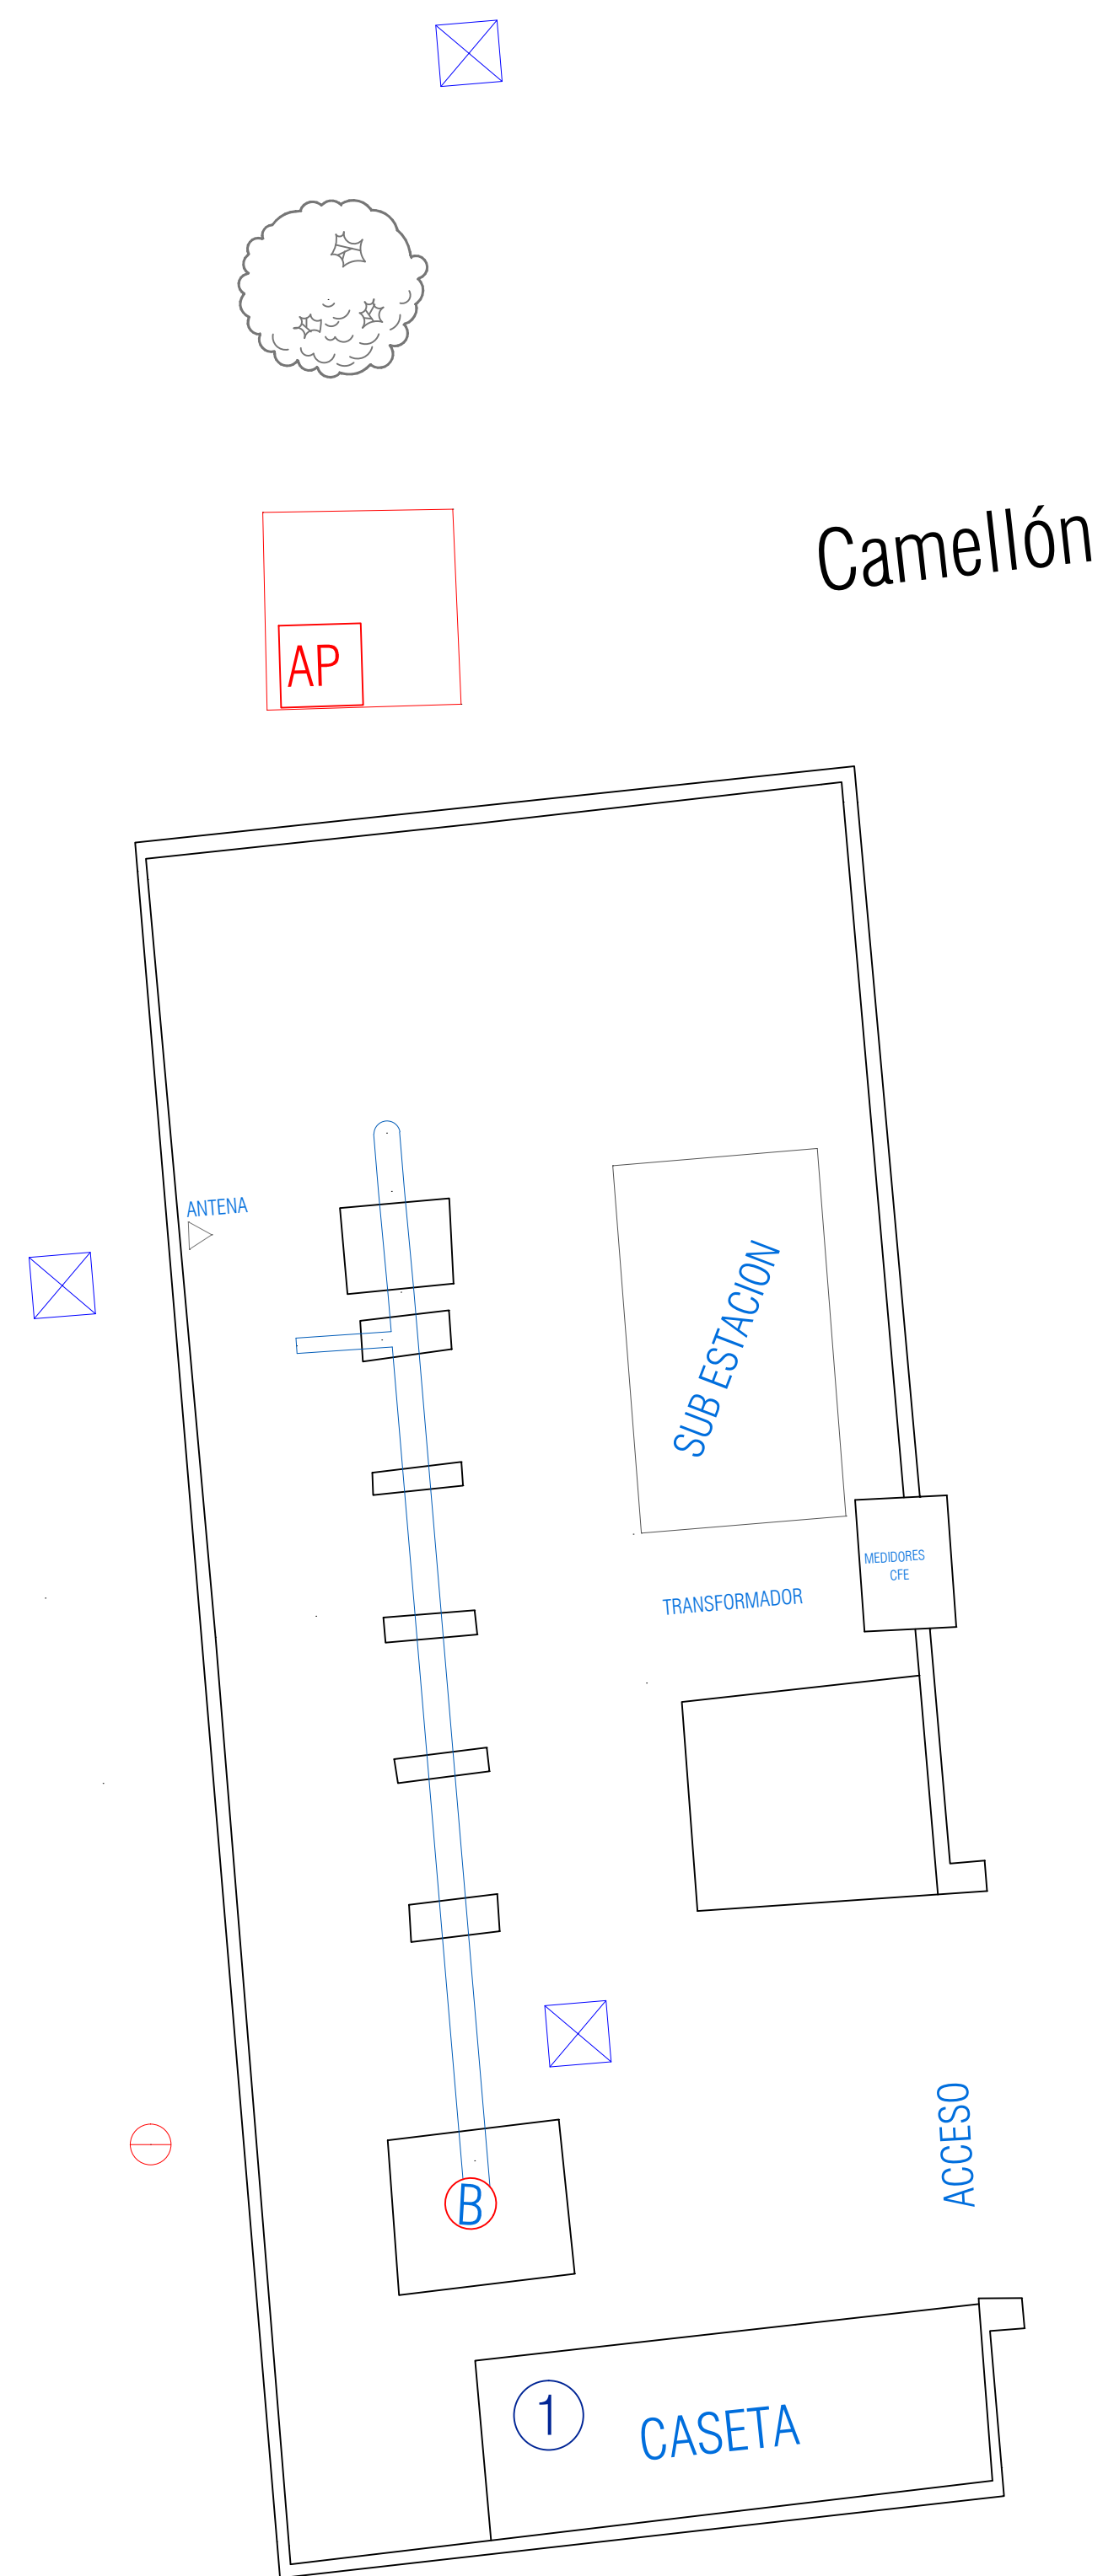 Camellón
AP
ANTENA
SUB ESTACION
MEDIDORES
CFE
TRANSFORMADOR
ACCESO
B
1
CASETA